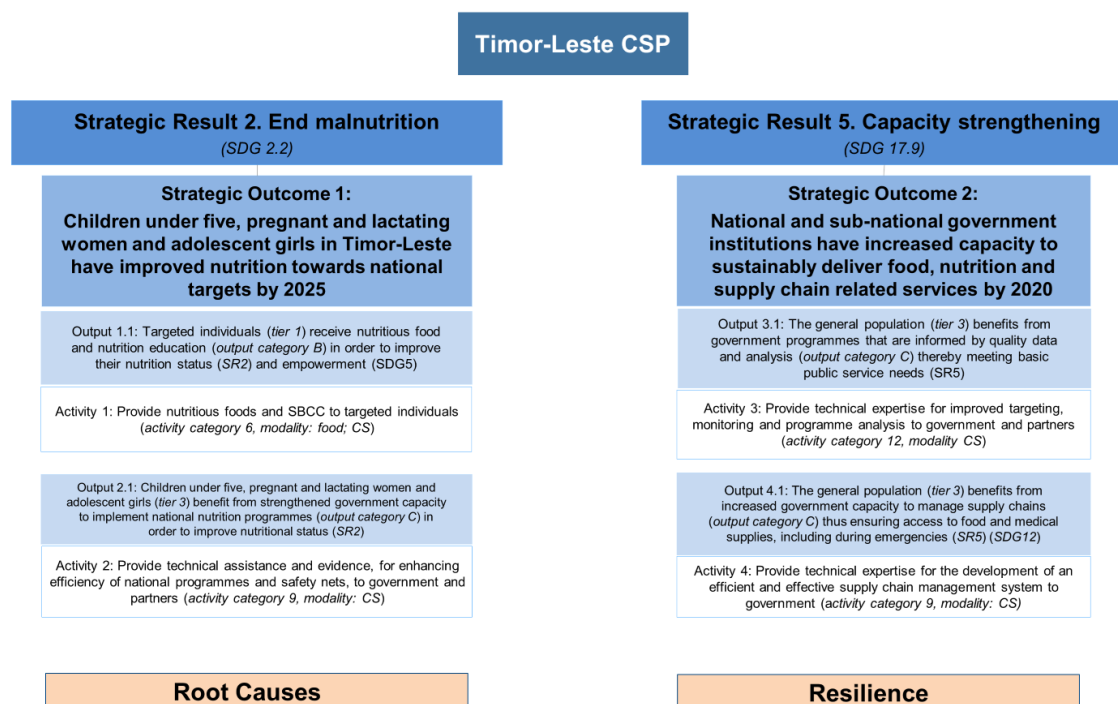 Timor-Leste CSP
Strategic Result 2. End malnutrition
(SDG 2.2)
Strategic Outcome 1:
Children under five, pregnant and lactating
women and adolescent girls in Timor-Leste
have improved nutrition towards national
targets by 2025
Output 1.1: Targeted individuals (tier 1) receive nutritious food
and nutrition education (output category B) in order to improve
their nutrition status (SR2) and empowerment (SDG5)
Activity 1: Provide nutritious foods and SBCC to targeted individuals
(activity category 6, modality: food; CS)
Output 2.1: Children under five, pregnant and lactating women and
adolescent girls (tier 3) benefit from strengthened government capacity
to implement national nutrition programmes (output category C) in
order to improve nutritional status (SR2)
Activity 2: Provide technical assistance and evidence, for enhancing
efficiency of national programmes and safety nets, to government and
partners (activity category 9, modality: CS)
Root Causes
Strategic Result 5. Capacity strengthening
(SDG 17.9)
Strategic Outcome 2:
National and sub-national government
institutions have increased capacity to
sustainably deliver food, nutrition and
supply chain related services by 2020
Output 3.1: The general population (tier 3) benefits from
government programmes that are informed by quality data
and analysis (output category C) thereby meeting basic
public service needs (SR5)
Activity 3: Provide technical expertise for improved targeting,
monitoring and programme analysis to government and partners
(activity category 12, modality CS)
Output 4.1: The general population (tier 3) benefits from
increased government capacity to manage supply chains
(output category C) thus ensuring access to food and medical
supplies, including during emergencies (SR5) (SDG12)
Activity 4: Provide technical expertise for the development of an
efficient and effective supply chain management system to
government (activity category 9, modality: CS)
Resilience